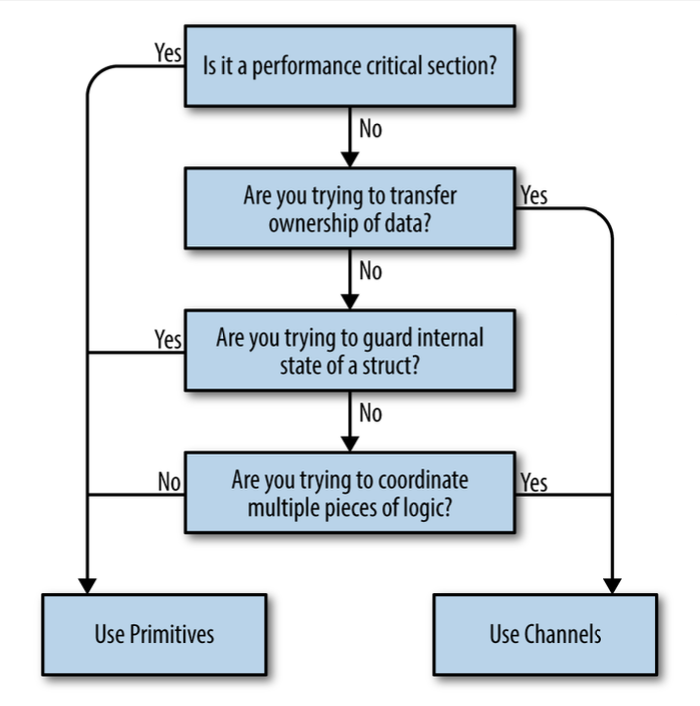 Yes
Is it a performance critical section?
No
Are you trying to transfer
ownership of data?
Yes
No
Yes
Are you trying to guard internal
state of a struct?
No
No
Are you trying to coordinate
multiple pieces of logic?
Yes
Use Primitives
Use Channels